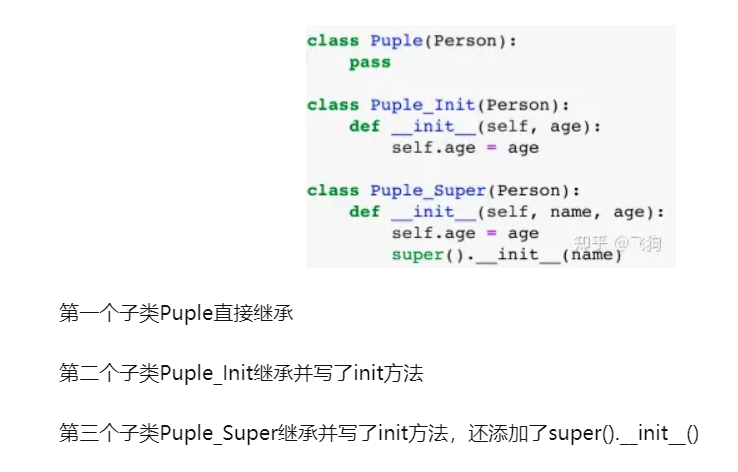 class Puple(Person):
    pass
class Puple_Init(Person):
    def __init__(self, age):
        self.age = age
class Puple_Super(Person):
    def __init__(self, name, age):
        self.age = age
        super().__init__(name)
知乎 @飞狗
第一个子类Puple直接继承
第二个子类Puple_Init继承并写了init方法
第三个子类Puple_Super继承并写了init方法，还添加了super().__init__()